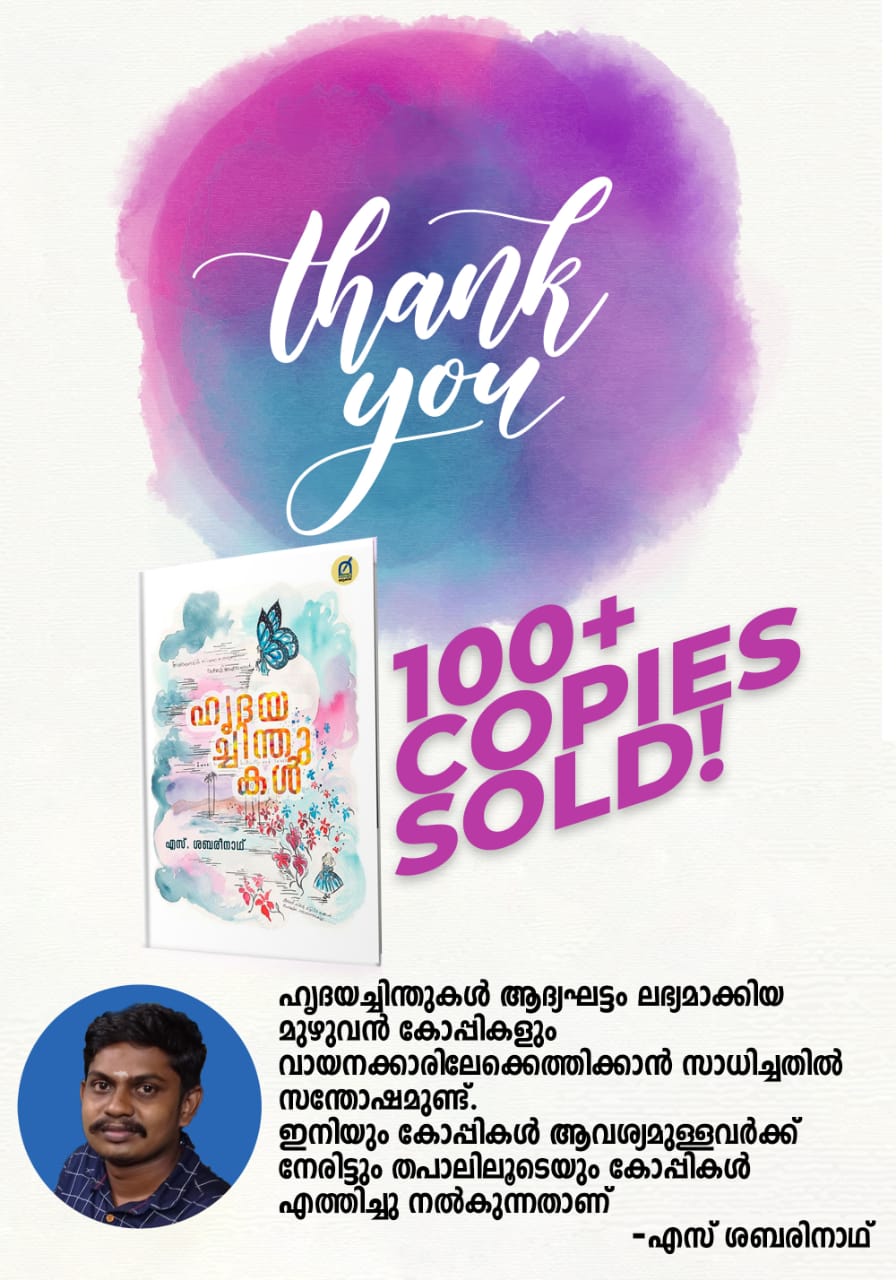 thank
you
100+
COPIES
SOLD!
ഹൃദയ
ച്ചിന്തു
കൾ
എസ്. ശബരീനാഥ്
ഹൃദയച്ചിന്തുകൾ ആദ്യഘട്ടം ലഭ്യമാക്കിയ
മുഴുവൻ കോപ്പികളും
വായനക്കാരിലേക്കെത്തിക്കാൻ സാധിച്ചതിൽ
സന്തോഷമുണ്ട്.
ഇനിയും കോപ്പികൾ ആവശ്യമുള്ളവർക്ക്
നേരിട്ടും തപാലിലൂടെയും കോപ്പികൾ
എത്തിച്ചു നൽകുന്നതാണ്
-എസ് ശബരിനാഥ്